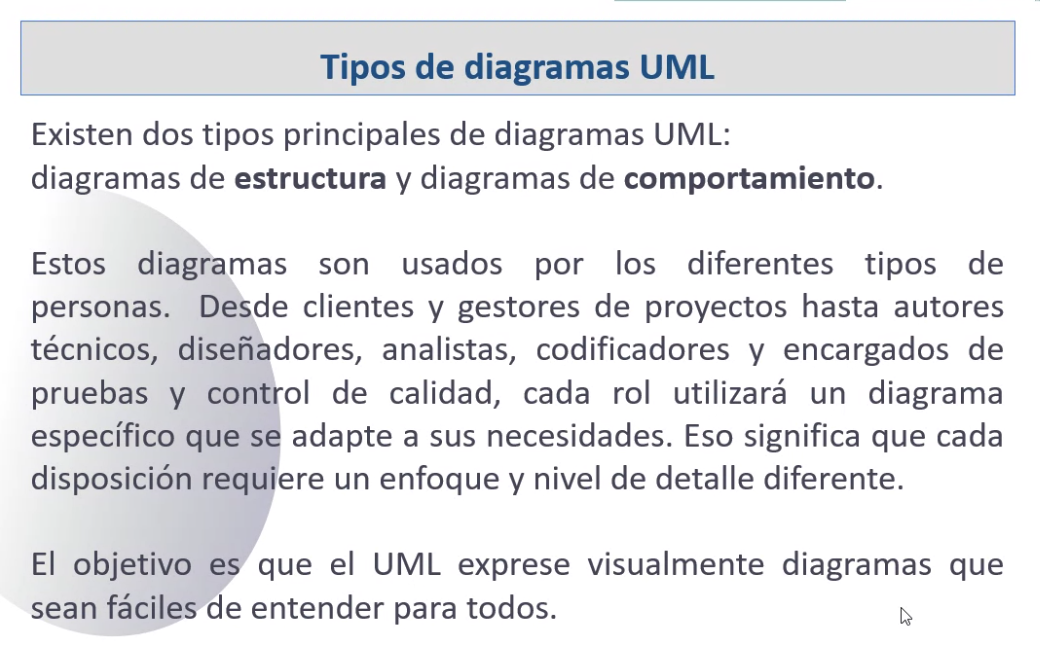 Tipos de diagramas UML
Existen dos tipos principales de diagramas UML:
diagramas de estructura y diagramas de comportamiento.
Estos diagramas son usados por los diferentes tipos de
personas. Desde clientes y gestores de proyectos hasta autores
técnicos, diseñadores, analistas, codificadores y encargados de
pruebas y control de calidad, cada rol utilizará un diagrama
específico que se adapte a sus necesidades. Eso significa que cada
disposición requiere un enfoque y nivel de detalle diferente.
El objetivo es que el UML exprese visualmente diagramas que
sean fáciles de entender para todos.